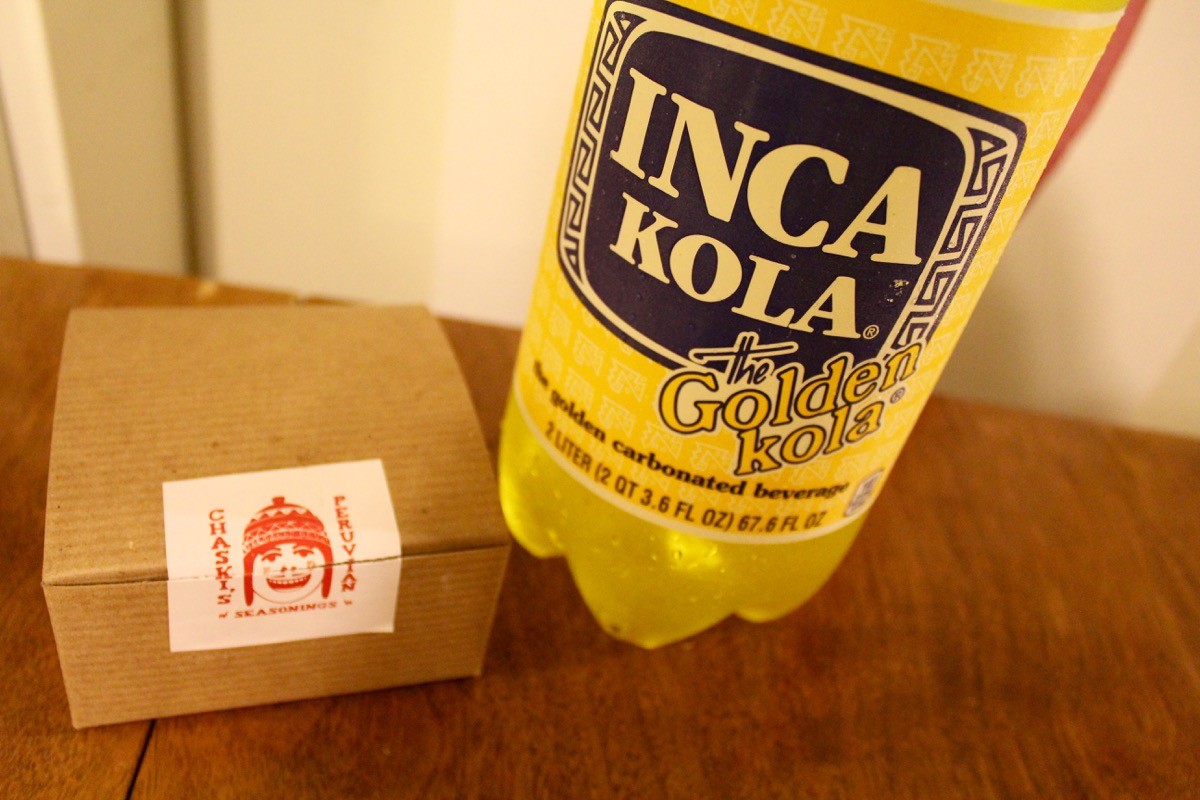 INCA
KOLA®
the
Golden
kola®
the golden carbonated beverage
2 LITER (2 QT 3.6 FL OZ) 67.6 FL OZ
CHASKI'S
PERUVIAN
SEASONINGS